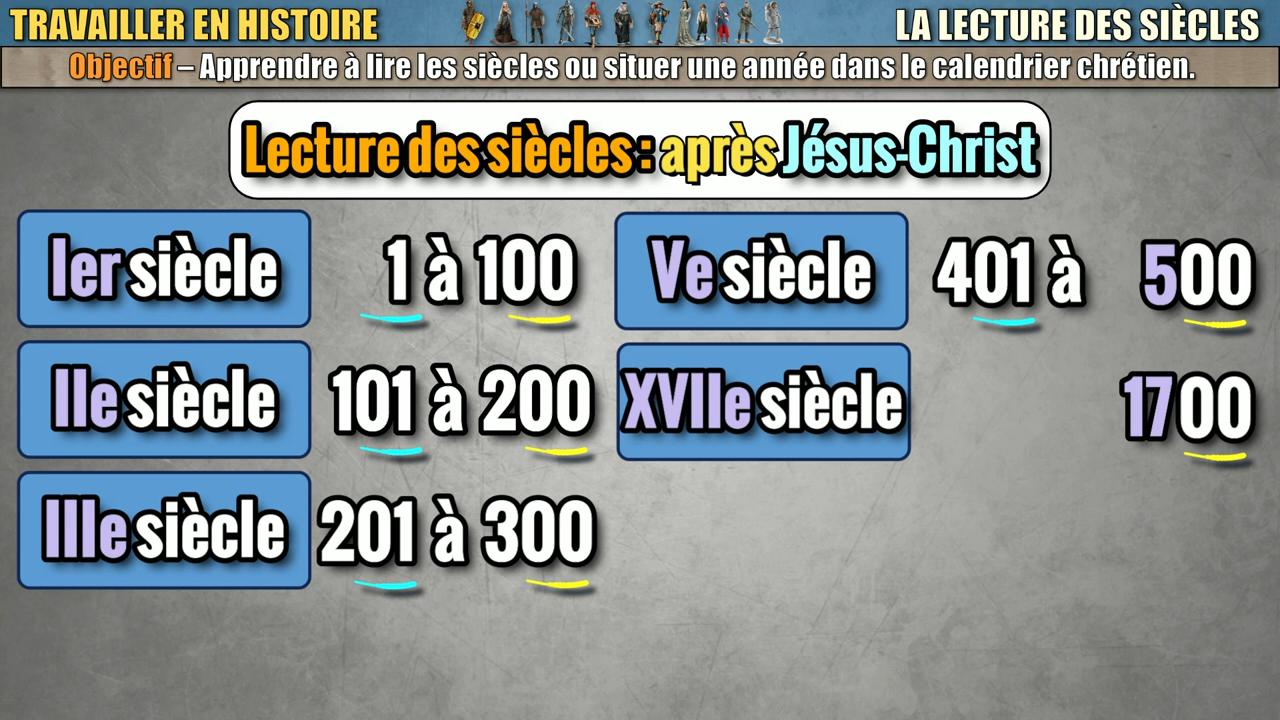 TRAVAILLER EN HISTOIRE
LA LECTURE DES SIÈCLES
Objectif – Apprendre à lire les siècles ou situer une année dans le calendrier chrétien.
Lecture des siècles : après Jésus-Christ
Ier siècle 1 à 100
IIe siècle 101 à 200
IIIe siècle 201 à 300
Ve siècle 401 à 500
XVIIe siècle 1700